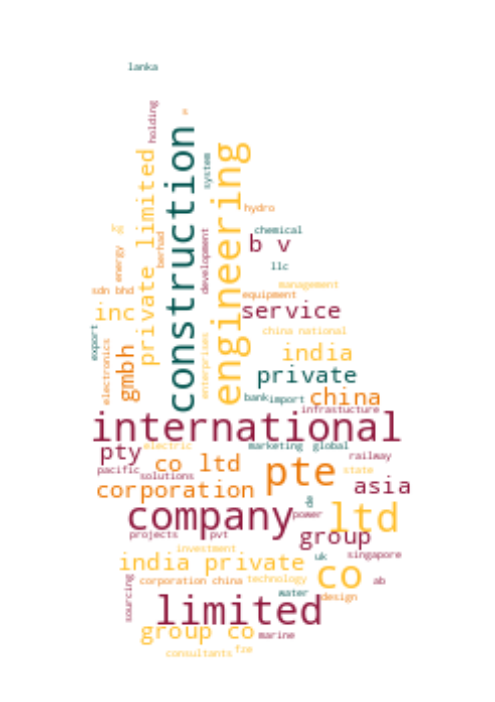 lanka
holding
s
construction
engineering
private limited
system
hydro
chemical
b v
berhad
development
energy
llc
management
sdn bhd
equipment
inc
service
export
electronics
gmbh
enterprises
china national
india
private
bank
import
china
infrastucture
international
pty
electric
marketing
global
railway
co ltd
pacific
solutions
pte
state
corporation
asia
company
power
ltd
projects
pvt
group
investment
uk
singapore
india private
co
corporation china
technology
ab
sourcing
water
design
limited
group co
marine
consultants
fze